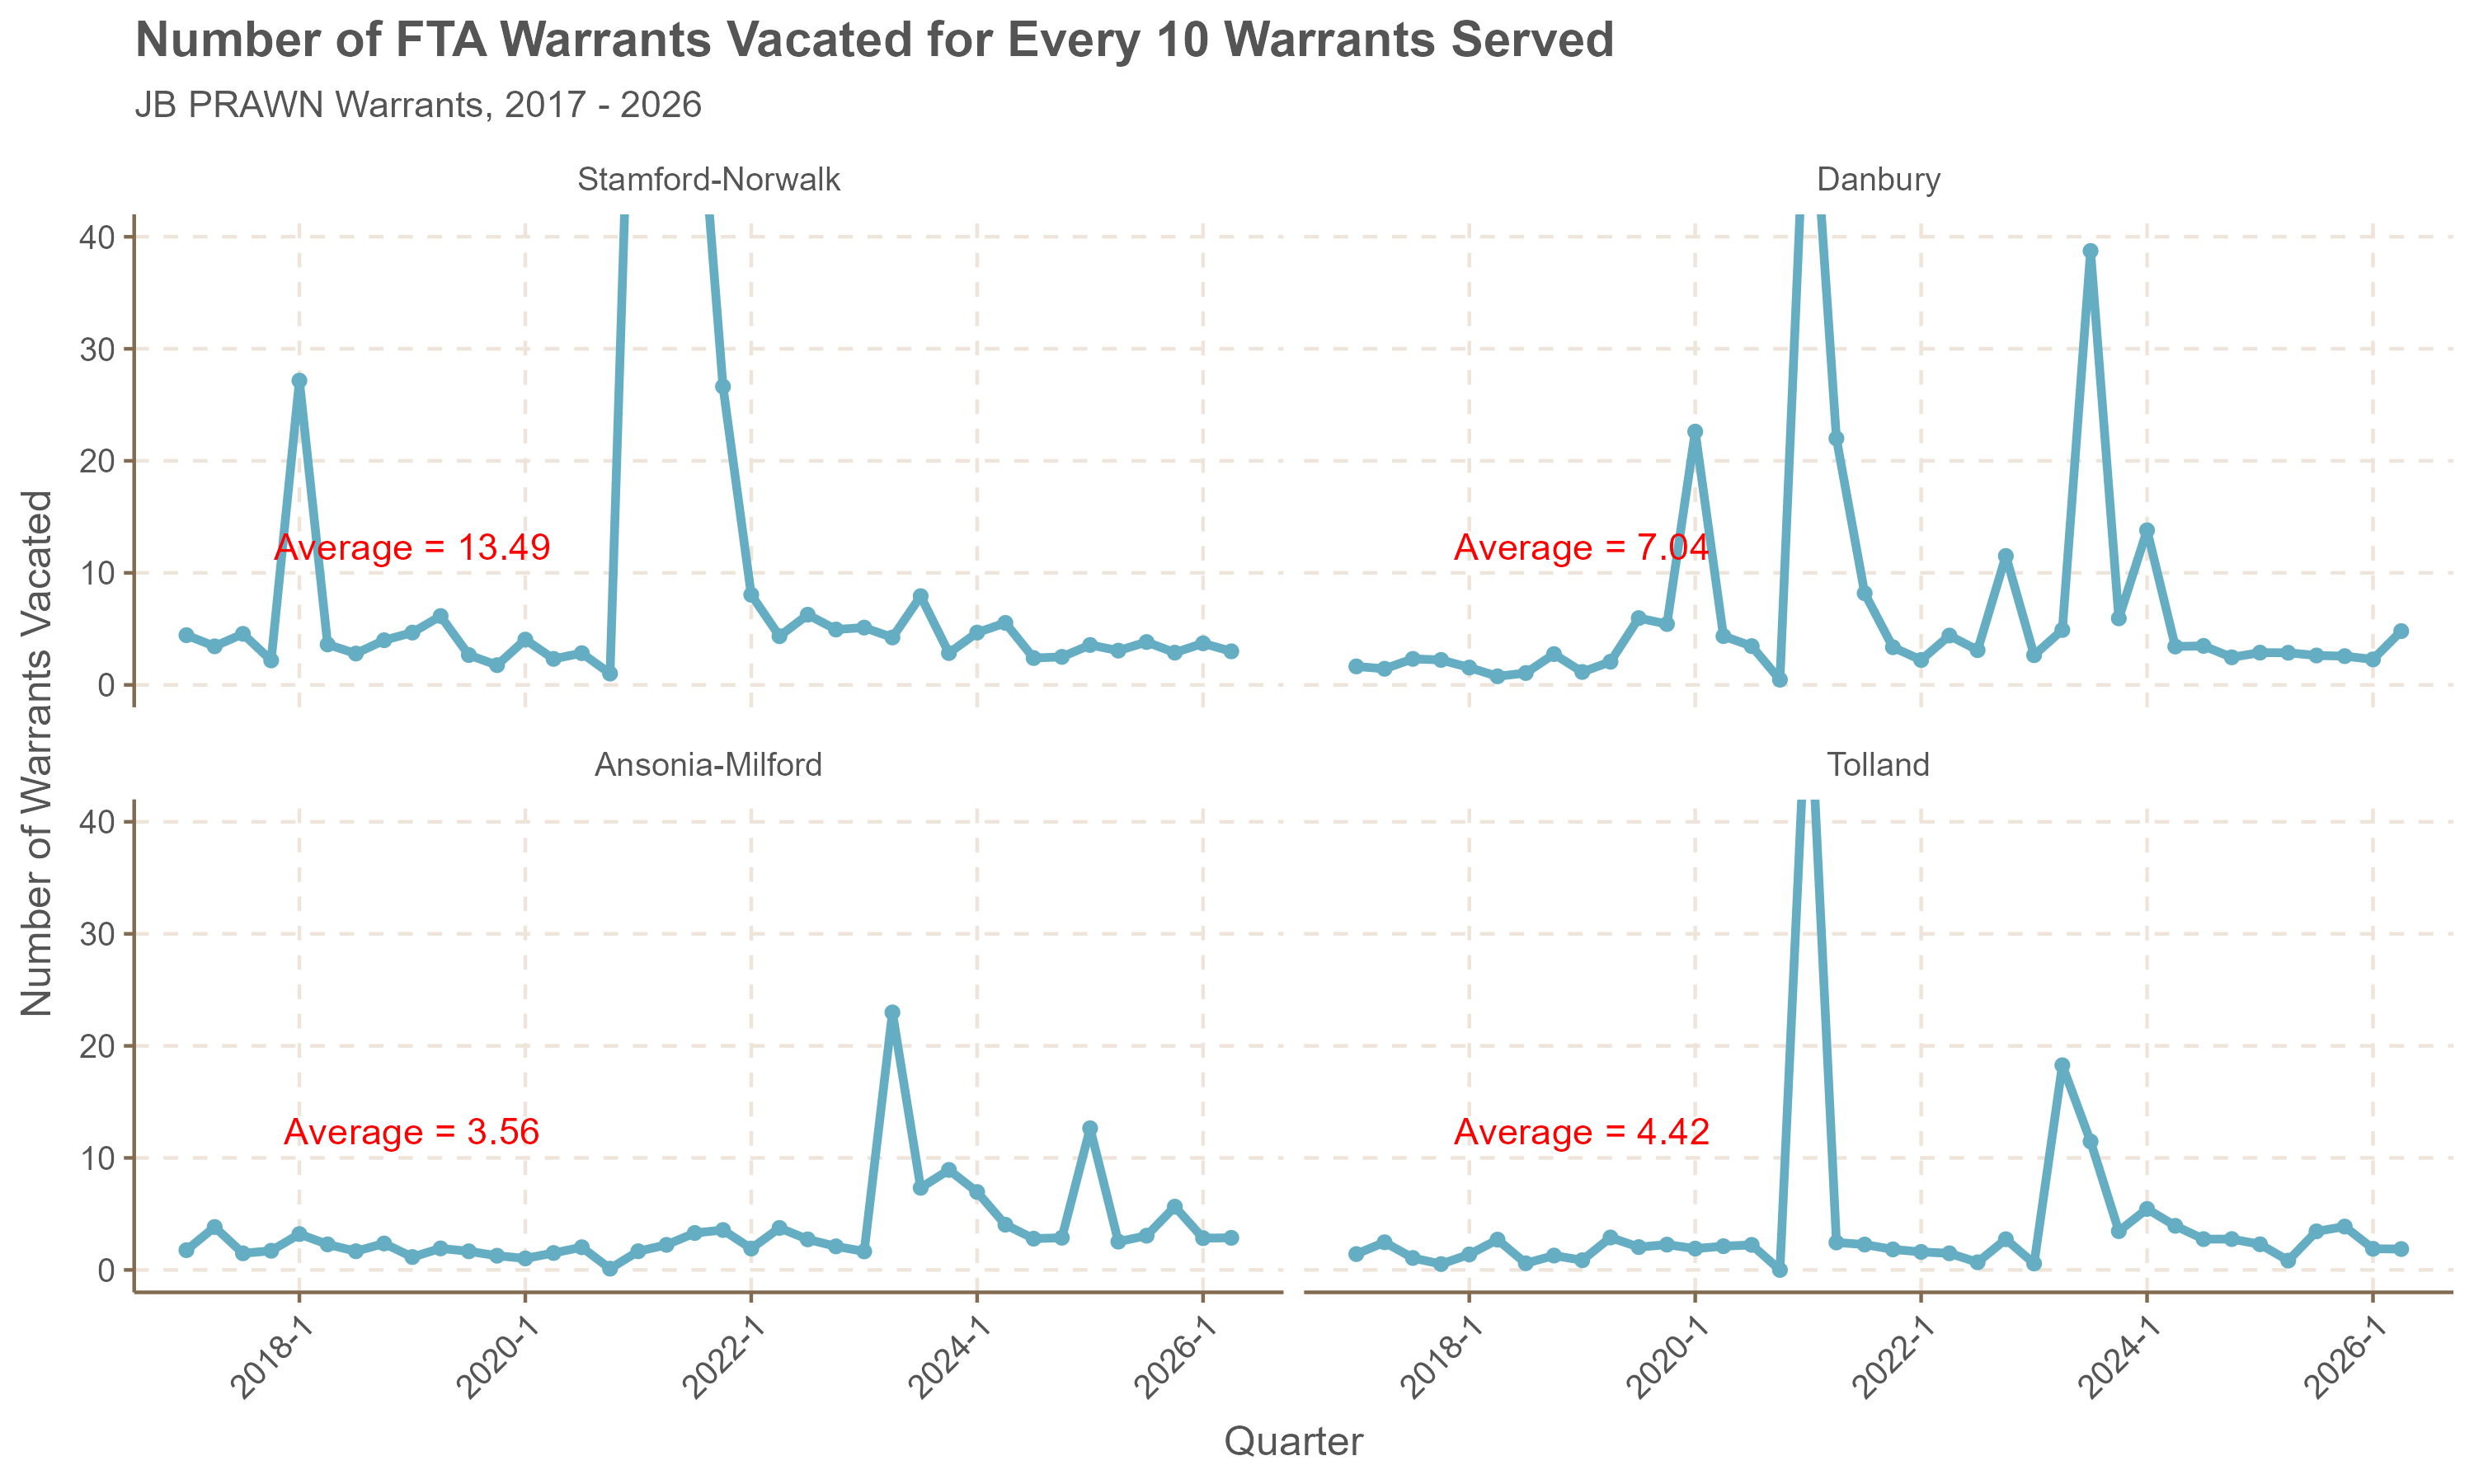 Number of FTA Warrants Vacated for Every 10 Warrants Served
JB PRAWN Warrants, 2017 - 2026
Stamford-Norwalk
Danbury
40
30
20
10
0
Average = 13.49
Average = 7.04
Number of Warrants Vacated
Ansonia-Milford
Tolland
40
30
20
10
0
Average = 3.56
Average = 4.42
2018-1
2020-1
2022-1
2024-1
2026-1
2018-1
2020-1
2022-1
2024-1
2026-1
Quarter